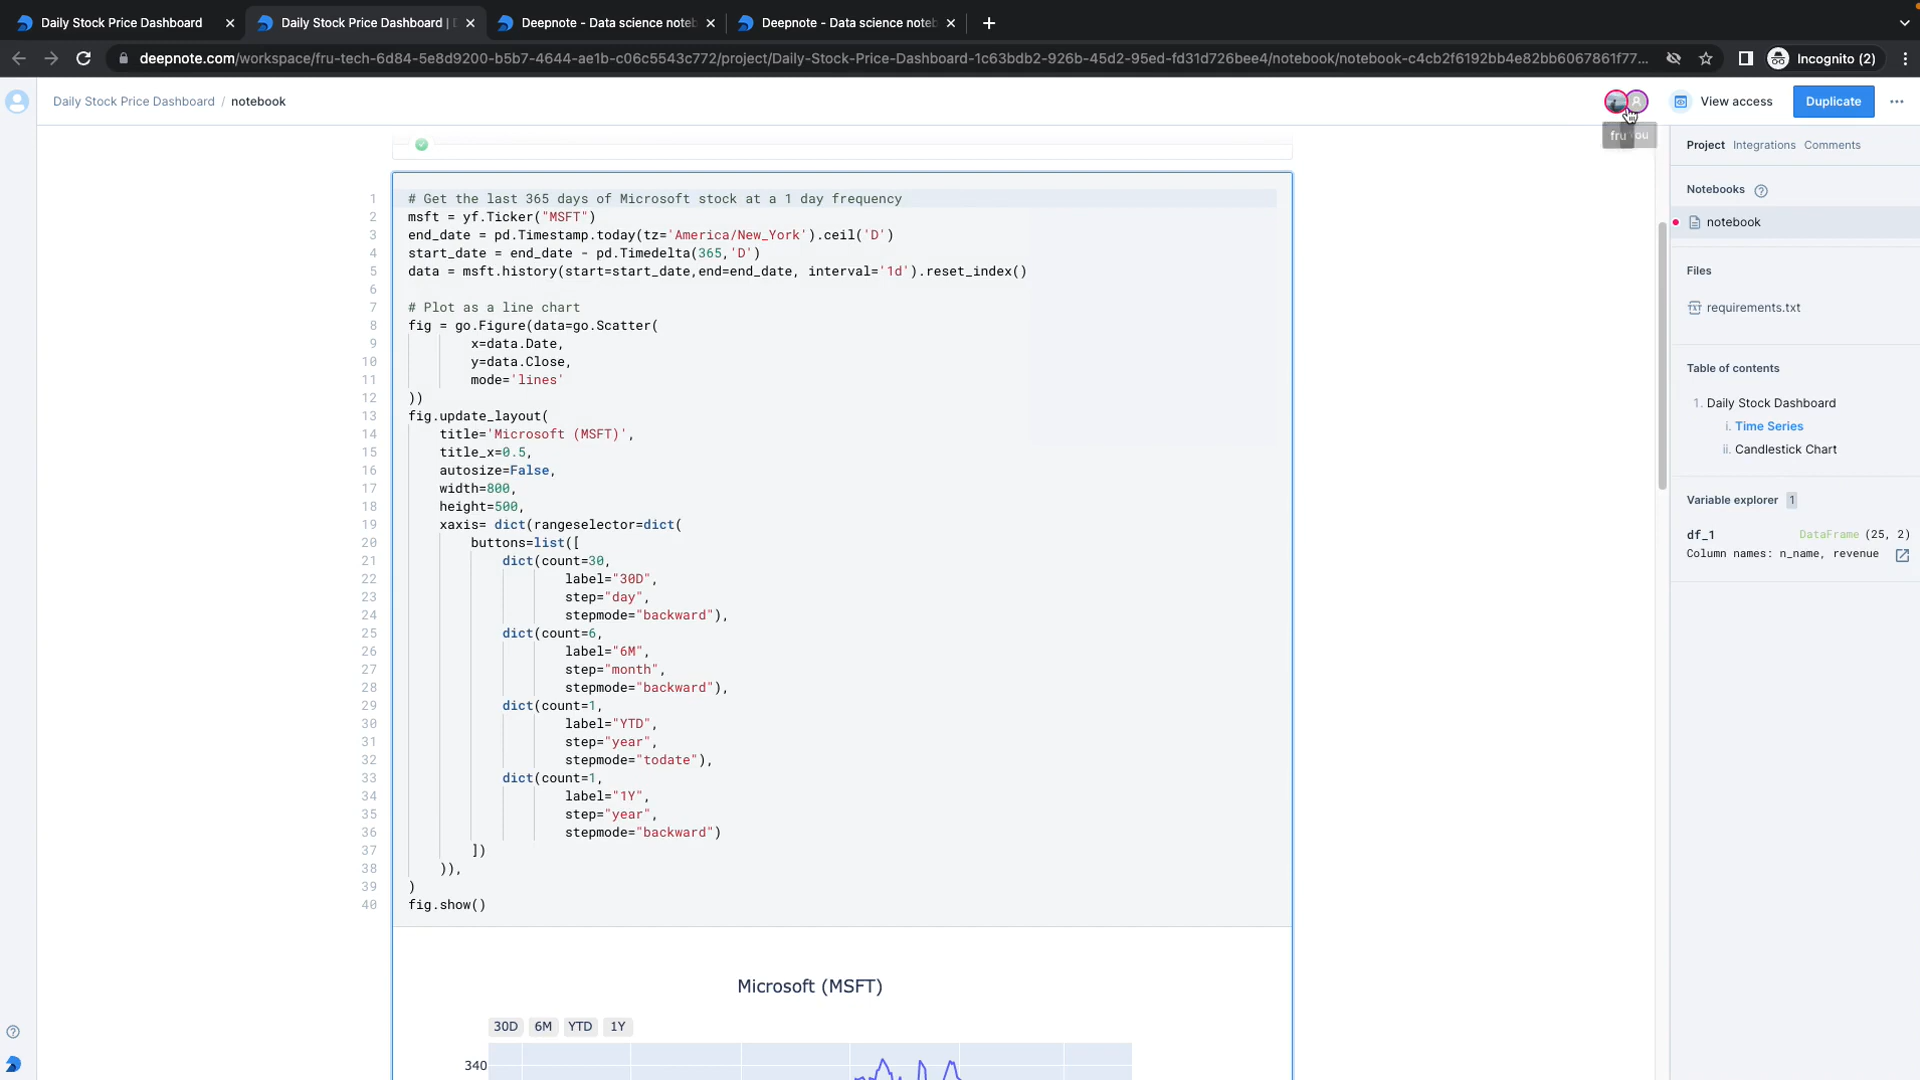 Daily Stock Price Dashboard
Daily Stock Price Dashboard | D
Deepnote - Data science noteb
Deepnote - Data science noteb
deepnote.com/workspace/fru-tech-6d84-5e8d9200-b5b7-4644-ae1b-c06c5543c772/project/Daily-Stock-Price-Dashboard-1c63bdb2-926b-45d2-95ed-fd31d726bee4/notebook/notebook-c4cb2f6192bb4e82bb6067861f77...
Incognito (2)
Daily Stock Price Dashboard / notebook
View access
Duplicate
fru
ou
1 # Get the last 365 days of Microsoft stock at a 1 day frequency
2 msft = yf.Ticker("MSFT")
3 end_date = pd.Timestamp.today(tz='America/New_York').ceil('D')
4 start_date = end_date - pd.Timedelta(365,'D')
5 data = msft.history(start=start_date,end=end_date, interval='1d').reset_index()
6
7 # Plot as a line chart
8 fig = go.Figure(data=go.Scatter(
9 x=data.Date,
10 y=data.Close,
11 mode='lines'
12 ))
13 fig.update_layout(
14 title='Microsoft (MSFT)',
15 title_x=0.5,
16 autosize=False,
17 width=800,
18 height=500,
19 xaxis= dict(rangeselector=dict(
20 buttons=list([
21 dict(count=30,
22 label="30D",
23 step="day",
24 stepmode="backward"),
25 dict(count=6,
26 label="6M",
27 step="month",
28 stepmode="backward"),
29 dict(count=1,
30 label="YTD",
31 step="year",
32 stepmode="todate"),
33 dict(count=1,
34 label="1Y",
35 step="year",
36 stepmode="backward")
37 ])
38 )),
39 )
40 fig.show()
Microsoft (MSFT)
30D 6M YTD 1Y
340
Project Integrations Comments
Notebooks
notebook
Files
requirements.txt
Table of contents
1. Daily Stock Dashboard
i. Time Series
ii. Candlestick Chart
Variable explorer 1
df_1 DataFrame (25, 2)
Column names: n_name, revenue